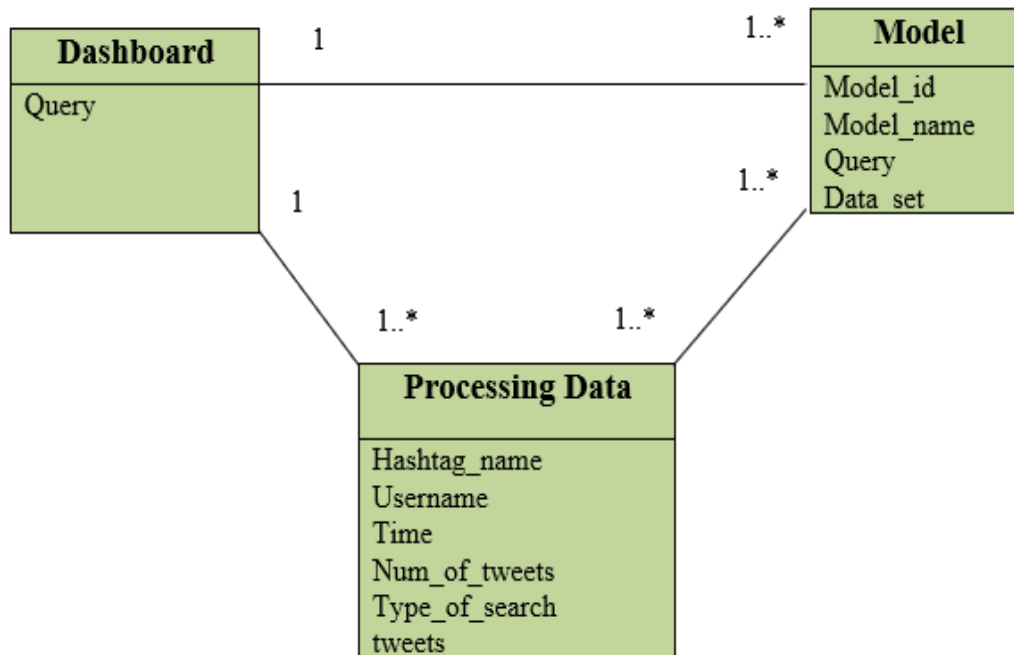 Dashboard
Query
1
1..*
Model
Model_id
Model_name
Query
Data_set
1
1..*
1..*
1..*
Processing Data
Hashtag_name
Username
Time
Num_of_tweets
Type_of_search
tweets